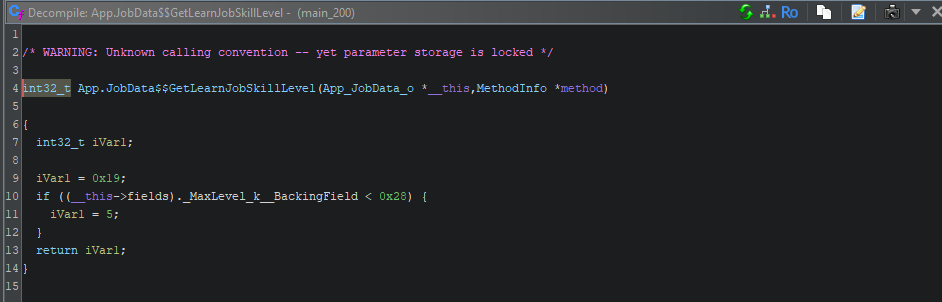 Decompile: App.JobData$$GetLearnJobSkillLevel - (main_200)
Ro
1
2 /* WARNING: Unknown calling convention -- yet parameter storage is locked */
3
4 int32_t App.JobData$$GetLearnJobSkillLevel(App_JobData_o *__this,MethodInfo *method)
5
6 {
7   int32_t iVar1;
8
9   iVar1 = 0x19;
10   if ((__this->fields)._MaxLevel_k__BackingField < 0x28) {
11     iVar1 = 5;
12   }
13   return iVar1;
14 }
15